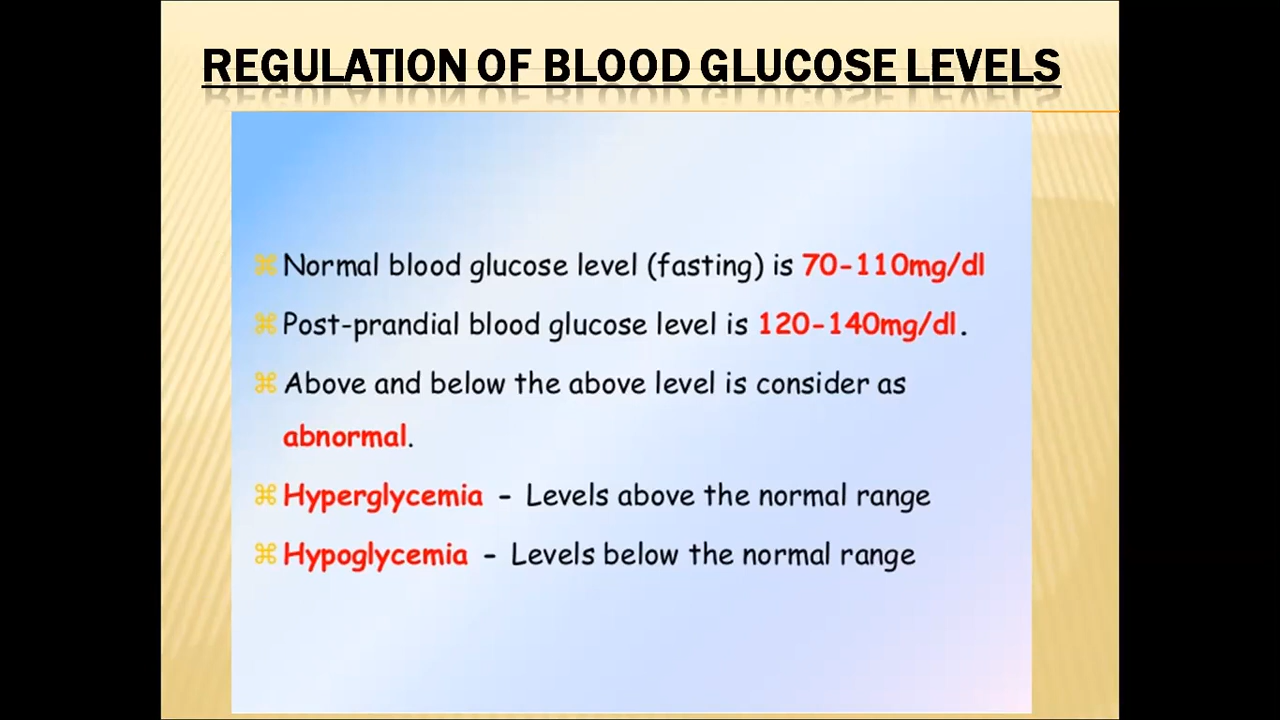 REGULATION OF BLOOD GLUCOSE LEVELS
⌘ Normal blood glucose level (fasting) is 70-110mg/dl
⌘ Post-prandial blood glucose level is 120-140mg/dl.
⌘ Above and below the above level is consider as
abnormal.
⌘ Hyperglycemia - Levels above the normal range
⌘ Hypoglycemia - Levels below the normal range